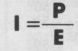 I = P/E